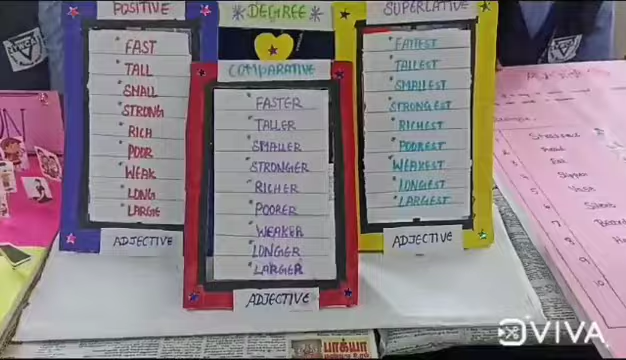 POSITIVE
FAST
TALL
SMALL
STRONG
RICH
POOR
WEAK
LONG
LARGE
ADJECTIVE
DEGREE
COMPARATIVE
FASTER
TALLER
SMALLER
STRONGER
RICHER
POORER
WEAKER
LONGER
LARGER
ADJECTIVE
SUPERLATIVE
TALLEST
SMALLEST
STRONGEST
RICHEST
POOREST
WEAKEST
LONGEST
LARGEST
ADJECTIVE
VIVA